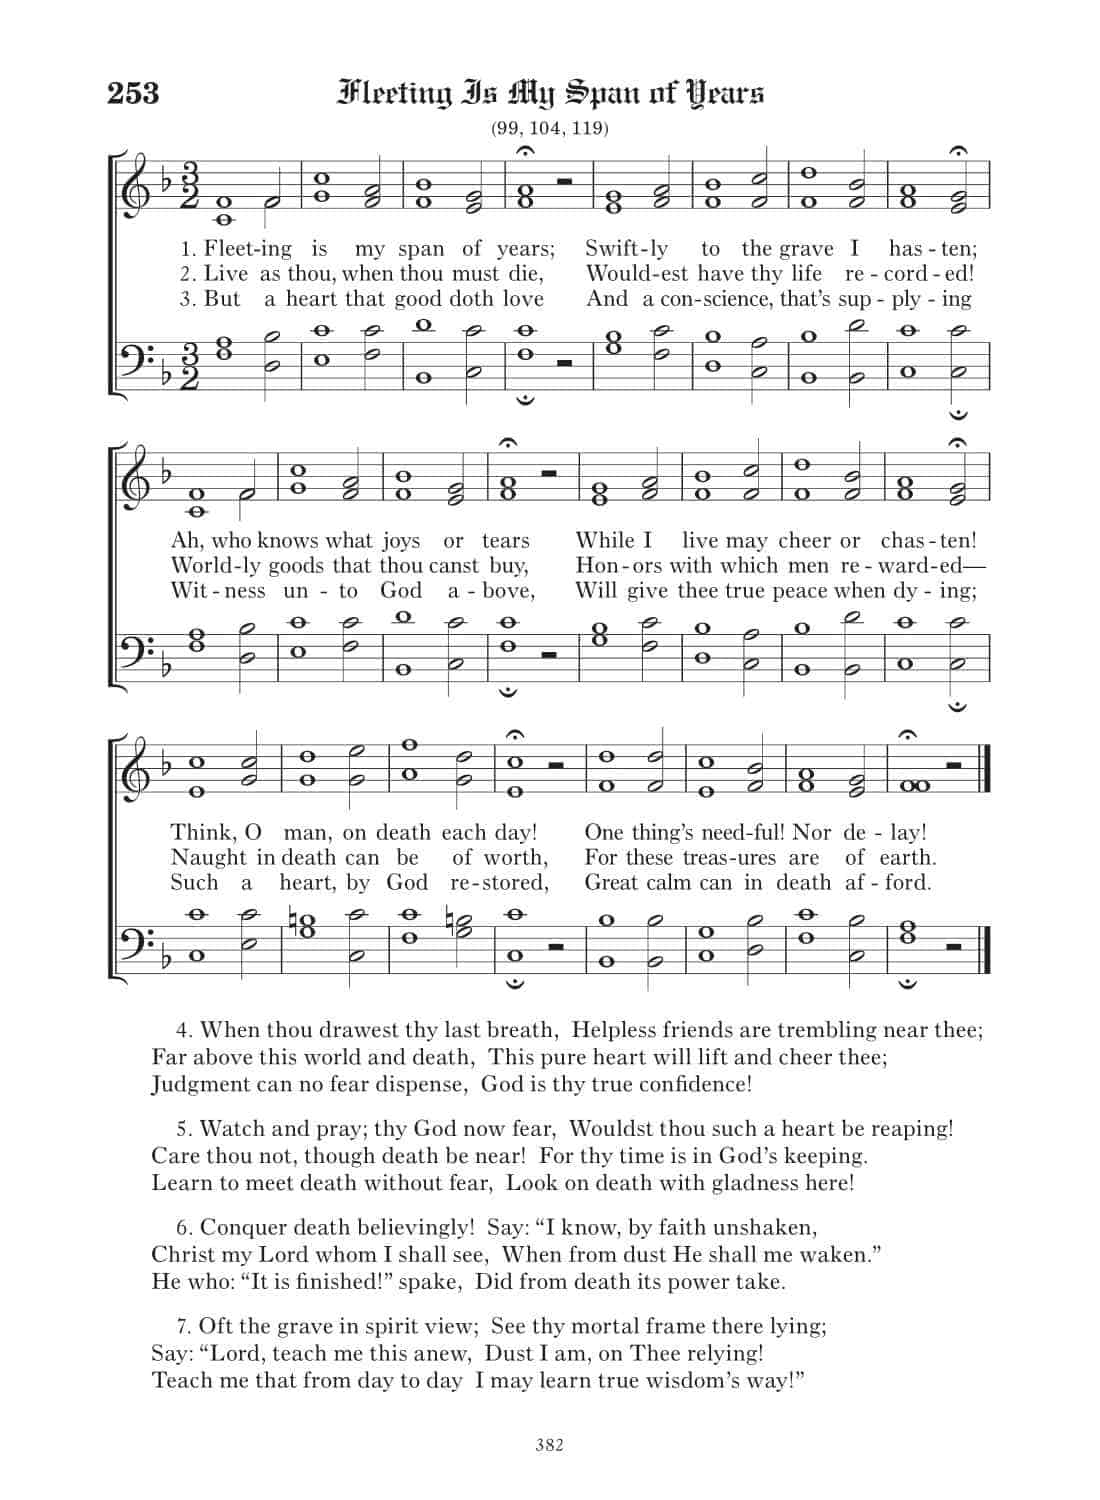 253 Fleeting Is My Span of Years
(99, 104, 119)
1. Fleet-ing is my span of years; Swift-ly to the grave I has-ten;
2. Live as thou, when thou must die, Would-est have thy life re-cord-ed!
3. But a heart that good doth love And a con-science, that's sup-ply-ing
Ah, who knows what joys or tears While I live may cheer or chas-ten!
World-ly goods that thou canst buy, Hon-ors with which men re-ward-ed—
Wit-ness un-to God a-bove, Will give thee true peace when dy-ing;
Think, O man, on death each day! One thing's need-ful! Nor de-lay!
Naught in death can be of worth, For these treas-ures are of earth.
Such a heart, by God re-stored, Great calm can in death af-ford.
4. When thou drawest thy last breath, Helpless friends are trembling near thee;
Far above this world and death, This pure heart will lift and cheer thee;
Judgment can no fear dispense, God is thy true confidence!
5. Watch and pray; thy God now fear, Wouldst thou such a heart be reaping!
Care thou not, though death be near! For thy time is in God's keeping.
Learn to meet death without fear, Look on death with gladness here!
6. Conquer death believingly! Say: “I know, by faith unshaken,
Christ my Lord whom I shall see, When from dust He shall me waken.”
He who: “It is finished!” spake, Did from death its power take.
7. Oft the grave in spirit view; See thy mortal frame there lying;
Say: “Lord, teach me this anew, Dust I am, on Thee relying!
Teach me that from day to day I may learn true wisdom's way!”
382